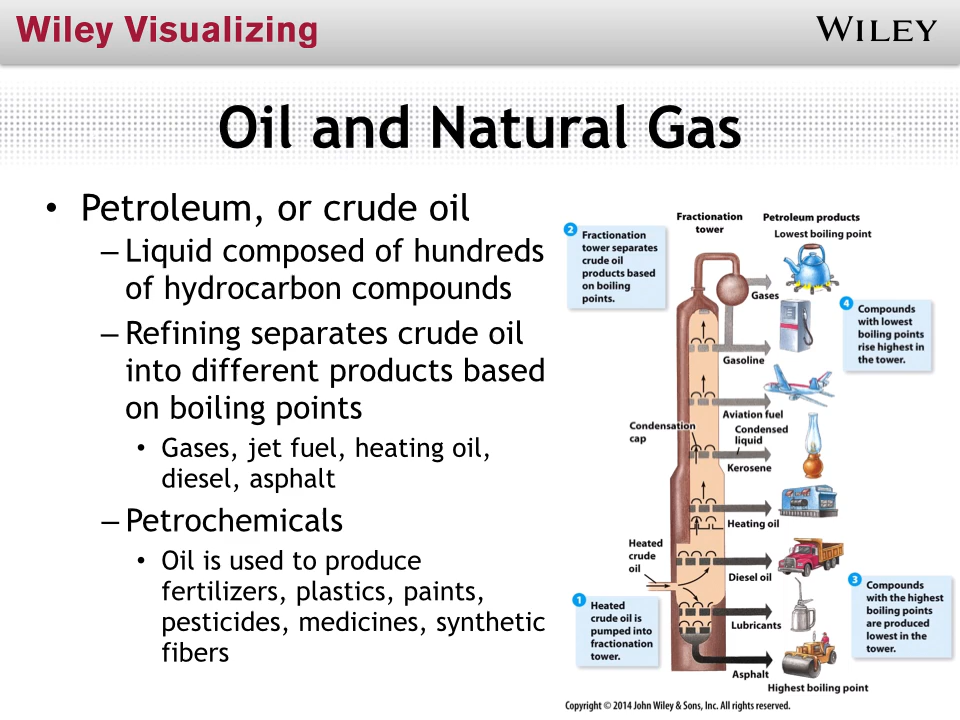 Wiley Visualizing
WILEY
Oil and Natural Gas
• Petroleum, or crude oil
– Liquid composed of hundreds
of hydrocarbon compounds
– Refining separates crude oil
into different products based
on boiling points
• Gases, jet fuel, heating oil,
diesel, asphalt
– Petrochemicals
• Oil is used to produce
fertilizers, plastics, paints,
pesticides, medicines, synthetic
fibers
Fractionation
tower
Petroleum products
Lowest boiling point
2 Fractionation
tower separates
crude oil
products based
on boiling
points.
Gases
4 Compounds
with lowest
boiling points
rise highest in
the tower.
Gasoline
Aviation fuel
Condensation
cap
Condensed
liquid
Kerosene
Heating oil
Heated
crude
oil
Diesel oil
1 Heated
crude oil is
pumped into
fractionation
tower.
3 Compounds
with the highest
boiling points
are produced
lowest in the
tower.
Lubricants
Asphalt
Highest boiling point
Copyright © 2014 John Wiley & Sons, Inc. All rights reserved.